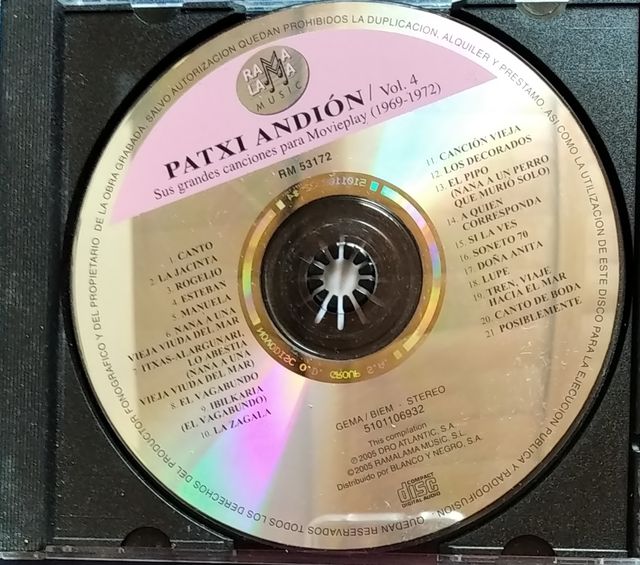 RAMA
LAMA
MUSIC
PATXI ANDIÓN / Vol. 4
Sus grandes canciones para Movieplay (1969-1972)
RM 53172
1. CANTO
2. LA JACINTA
3. ROGELIO
4. ESTEBAN
5. MANUELA
6. NANA A UNA
VIEJA VIUDA DEL MAR
7. ITXAS-ALARGUNARI
LO ABESTIA
(NANA A UNA
VIEJA VIUDA DEL MAR)
8. EL VAGABUNDO
9. IBILKARIA
(EL VAGABUNDO)
10. LA ZAGALA
11. CANCIÓN VIEJA
12. LOS DECORADOS
13. EL PIPO
(NANA A UN PERRO
QUE MURIÓ SOLO)
14. A QUIEN
CORRESPONDA
15. SI LA VES
16. SONETO 70
17. DOÑA ANITA
18. LUPE
19. TREN, VIAJE
HACIA EL MAR
20. CANTO DE BODA
21. POSIBLEMENTE
GEMA / BIEM - STEREO
5101106932
This compilation
℗ 2005 DRO ATLANTIC, S.A.
© 2005 RAMALAMA MUSIC, S.L.
Distribuido por BLANCO Y NEGRO, S.A.
COMPACT
disc
DIGITAL AUDIO
QUEDAN RESERVADOS TODOS LOS DERECHOS DEL PRODUCTOS FONOGRÁFICO Y DEL PROPIETARIO DE LA OBRA GRABADA. SALVO AUTORIZACION QUEDAN PROHIBIDOS LA DUPLICACION, ALQUILER Y PRESTAMO, ASI COMO LA UTILIZACION DE ESTE DISCO PARA LA EJECUCION PUBLICA Y RADIODIFUSION.